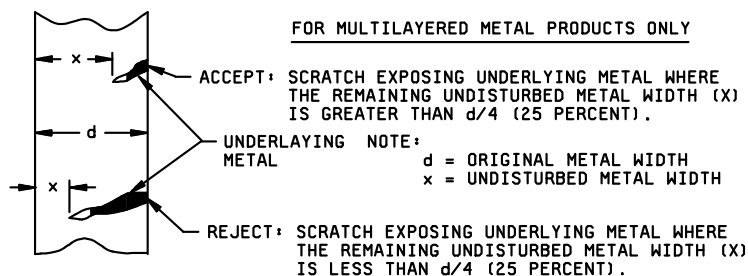 FOR MULTILAYERED METAL PRODUCTS ONLY
x
ACCEPT: SCRATCH EXPOSING UNDERLYING METAL WHERE
THE REMAINING UNDISTURBED METAL WIDTH (X)
IS GREATER THAN d/4 (25 PERCENT).
d
UNDERLAYING
METAL
NOTE:
d = ORIGINAL METAL WIDTH
x = UNDISTURBED METAL WIDTH
x
REJECT: SCRATCH EXPOSING UNDERLYING METAL WHERE
THE REMAINING UNDISTURBED METAL WIDTH (X)
IS LESS THAN d/4 (25 PERCENT).